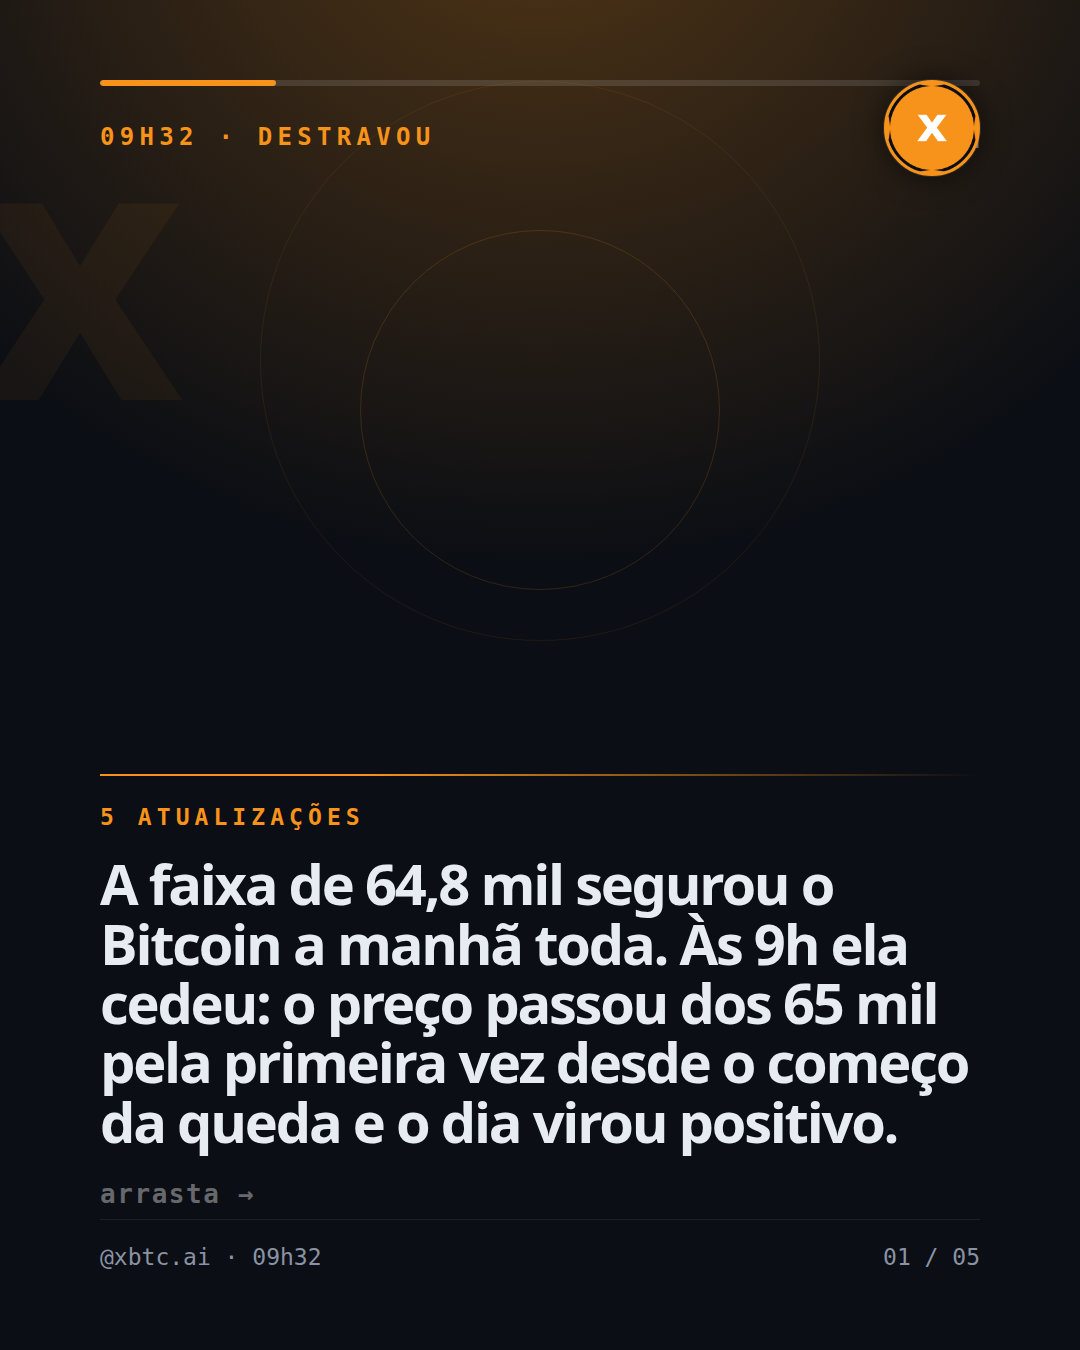 09H32 · DESTRAVOU
X
X
5 ATUALIZAÇÕES
A faixa de 64,8 mil segurou o
Bitcoin a manhã toda. Às 9h ela
cedeu: o preço passou dos 65 mil
pela primeira vez desde o começo
da queda e o dia virou positivo.
arrasta →
@xbtc.ai · 09h32
01 / 05